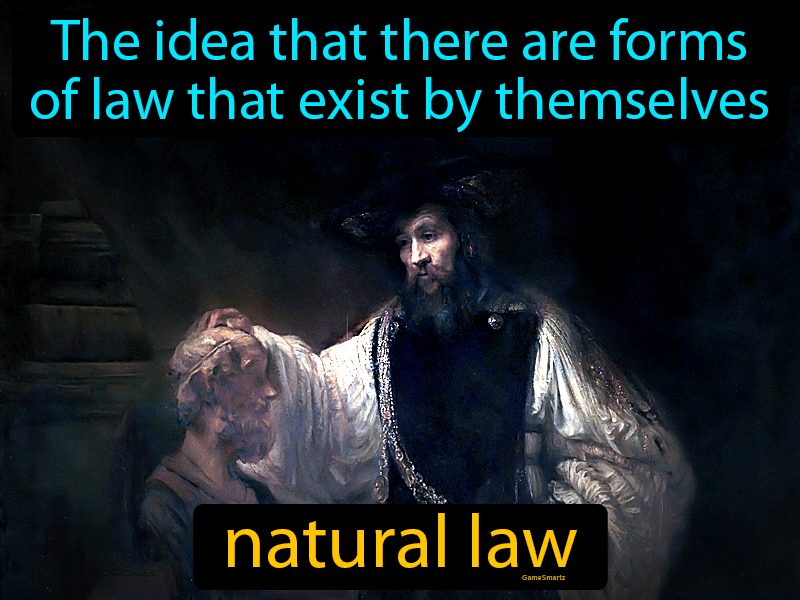 The idea that there are forms
of law that exist by themselves
natural law
GameSmartz